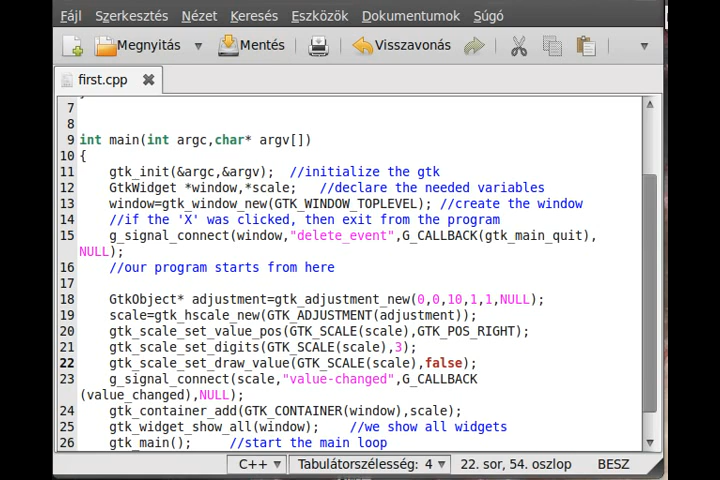 Fájl Szerkesztés Nézet Keresés Eszközök Dokumentumok Súgó
Megnyitás Mentés Visszavonás
first.cpp
7
8
9 int main(int argc,char* argv[])
10 {
11 gtk_init(&argc,&argv); //initialize the gtk
12 GtkWidget *window,*scale; //declare the needed variables
13 window=gtk_window_new(GTK_WINDOW_TOPLEVEL); //create the window
14 //if the 'X' was clicked, then exit from the program
15 g_signal_connect(window,"delete_event",G_CALLBACK(gtk_main_quit),
NULL);
16 //our program starts from here
17
18 GtkObject* adjustment=gtk_adjustment_new(0,0,10,1,1,NULL);
19 scale=gtk_hscale_new(GTK_ADJUSTMENT(adjustment));
20 gtk_scale_set_value_pos(GTK_SCALE(scale),GTK_POS_RIGHT);
21 gtk_scale_set_digits(GTK_SCALE(scale),3);
22 gtk_scale_set_draw_value(GTK_SCALE(scale),false);
23 g_signal_connect(scale,"value-changed",G_CALLBACK
(value_changed),NULL);
24 gtk_container_add(GTK_CONTAINER(window),scale);
25 gtk_widget_show_all(window); //we show all widgets
26 gtk_main(); //start the main loop
C++ Tabulátorszélesség: 4 22. sor, 54. oszlop BESZ